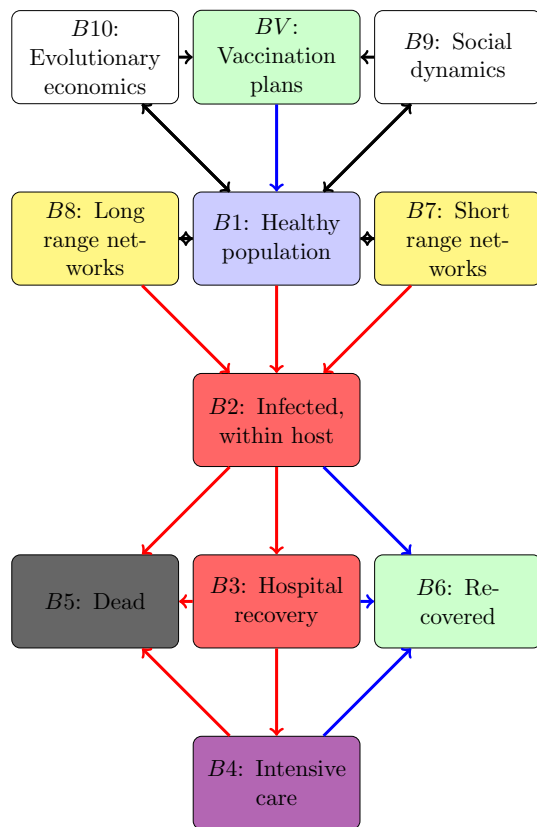 B10:
Evolutionary
economics
BV:
Vaccination
plans
B9: Social
dynamics
B8: Long
range net-
works
B1: Healthy
population
B7: Short
range net-
works
B2: Infected,
within host
B5: Dead
B3: Hospital
recovery
B6: Re-
covered
B4: Intensive
care